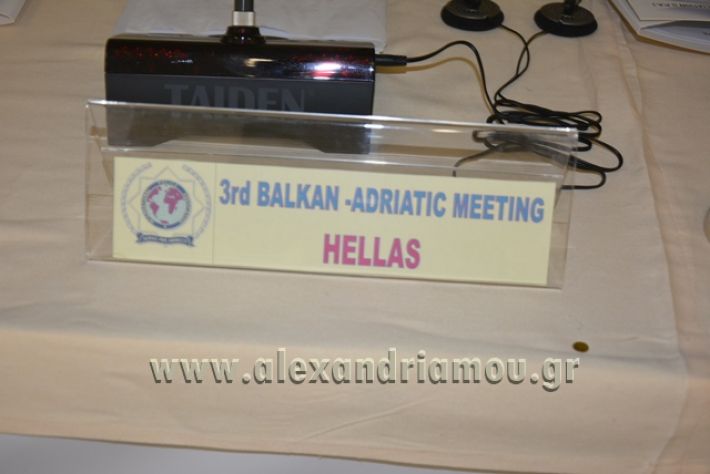 TAIDEN
3rd BALKAN -ADRIATIC MEETING
HELLAS
www.alexandriamou.gr